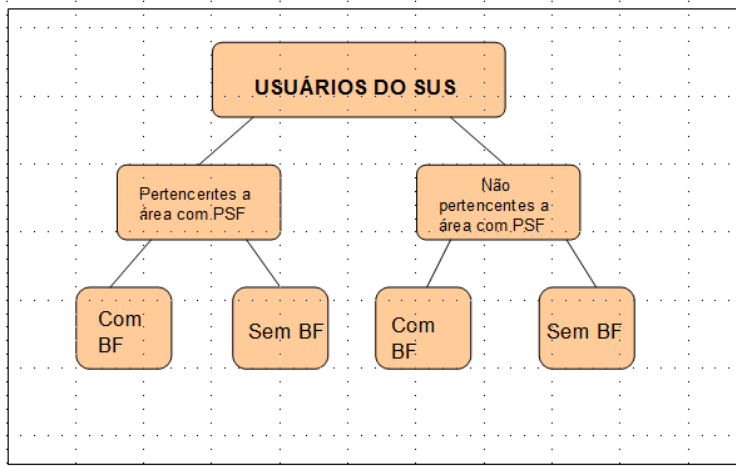 USUÁRIOS DO SUS
Pertencentes a
área com PSF
Não
pertencentes a
área com PSF
Com
BF
Sem BF
Com
BF
Sem BF